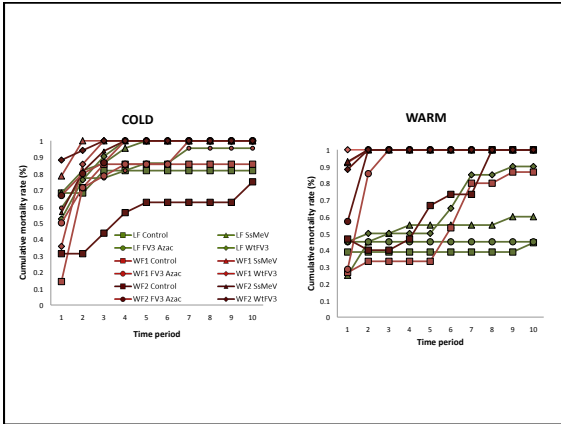 COLD
Cumulative mortality rate (%)
1
0.9
0.8
0.7
0.6
0.5
0.4
0.3
0.2
0.1
0
1 2 3 4 5 6 7 8 9 10
Time period
LF Control LF SsMeV
LF FV3 Azac LF WtFV3
WF1 Control WF1 SsMeV
WF1 FV3 Azac WF1 WtFV3
WF2 Control WF2 SsMeV
WF2 FV3 Azac WF2 WtFV3
WARM
Cumulative mortality rate (%)
1
0.9
0.8
0.7
0.6
0.5
0.4
0.3
0.2
0.1
0
1 2 3 4 5 6 7 8 9 10
Time period